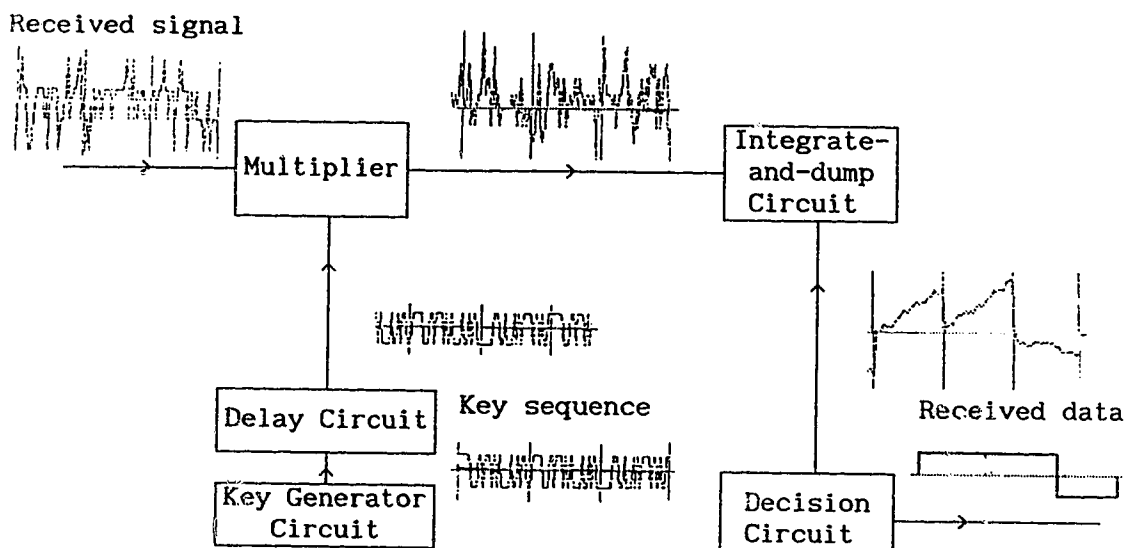 Received signal
Multiplier
Integrate-
and-dump
Circuit
Delay Circuit
Key sequence
Received data
Key Generator
Circuit
Decision
Circuit